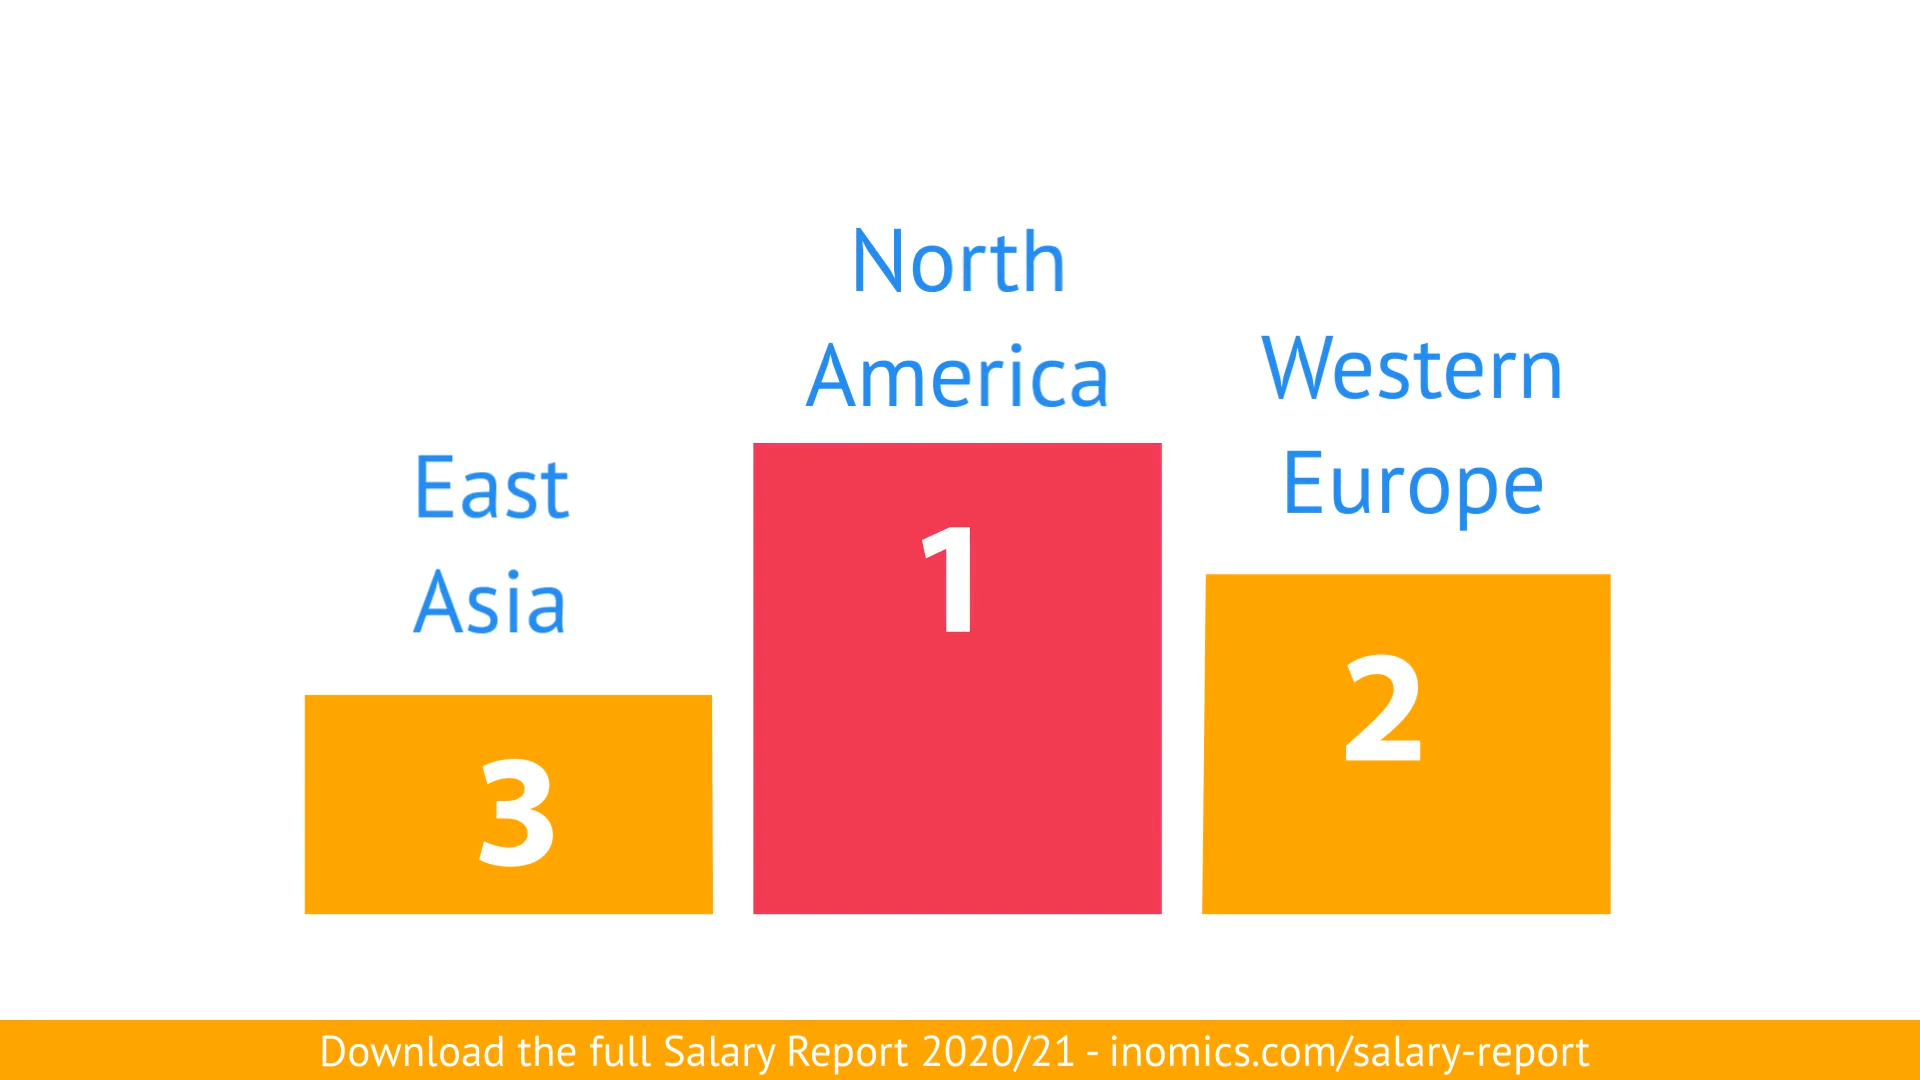 North
America
1
Western
Europe
2
East
Asia
3
Download the full Salary Report 2020/21 - inomics.com/salary-report